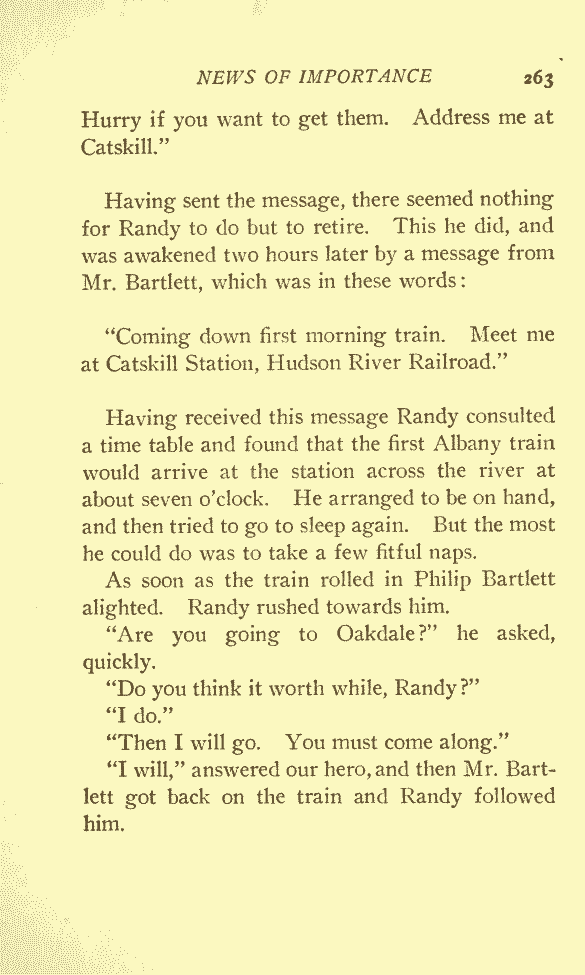 NEWS OF IMPORTANCE 263
Hurry if you want to get them. Address me at
Catskill.”
Having sent the message, there seemed nothing
for Randy to do but to retire. This he did, and
was awakened two hours later by a message from
Mr. Bartlett, which was in these words:
“Coming down first morning train. Meet me
at Catskill Station, Hudson River Railroad.”
Having received this message Randy consulted
a time table and found that the first Albany train
would arrive at the station across the river at
about seven o’clock. He arranged to be on hand,
and then tried to go to sleep again. But the most
he could do was to take a few fitful naps.
As soon as the train rolled in Philip Bartlett
alighted. Randy rushed towards him.
“Are you going to Oakdale?” he asked,
quickly.
“Do you think it worth while, Randy?”
“I do.”
“Then I will go. You must come along.”
“I will,” answered our hero, and then Mr. Bart-
lett got back on the train and Randy followed
him.